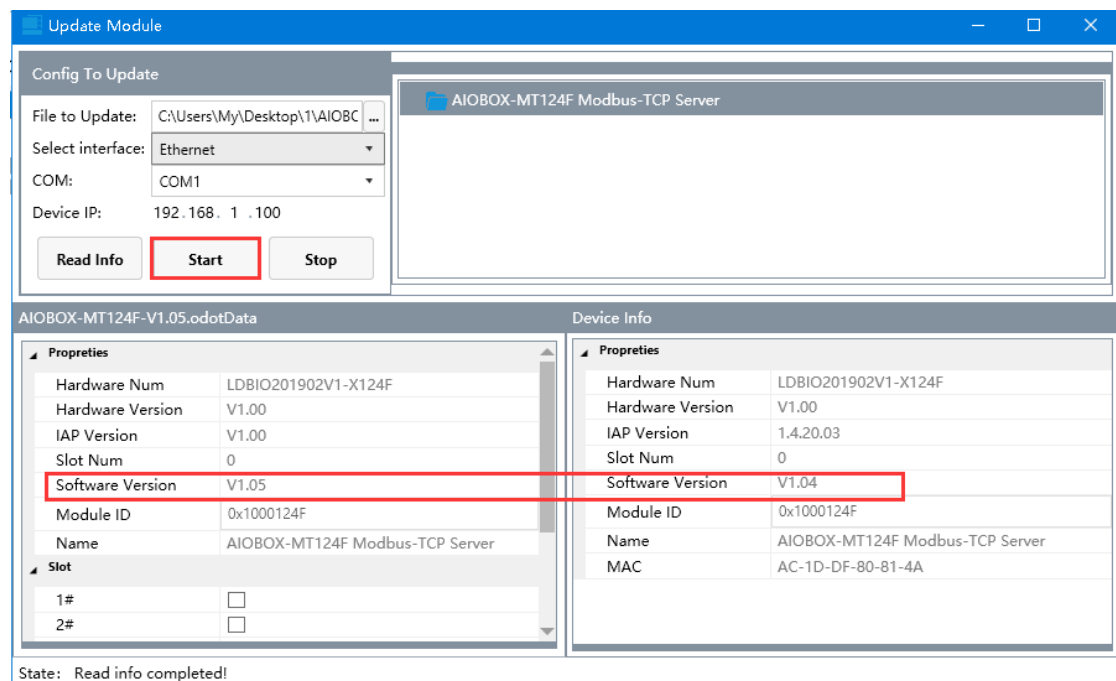 Update Module
Config To Update
File to Update: C:\Users\My\Desktop\1\AIOBC ...
Select interface: Ethernet
COM: COM1
Device IP: 192.168. 1 .100
Read Info Start Stop
AIOBOX-MT124F Modbus-TCP Server
AIOBOX-MT124F-V1.05.odotData
Propreties
Hardware Num LDBIO201902V1-X124F
Hardware Version V1.00
IAP Version V1.00
Slot Num 0
Software Version V1.05
Module ID 0x1000124F
Name AIOBOX-MT124F Modbus-TCP Server
Slot
1#
2#
Device Info
Propreties
Hardware Num LDBIO201902V1-X124F
Hardware Version V1.00
IAP Version 1.4.20.03
Slot Num 0
Software Version V1.04
Module ID 0x1000124F
Name AIOBOX-MT124F Modbus-TCP Server
MAC AC-1D-DF-80-81-4A
State: Read info completed!